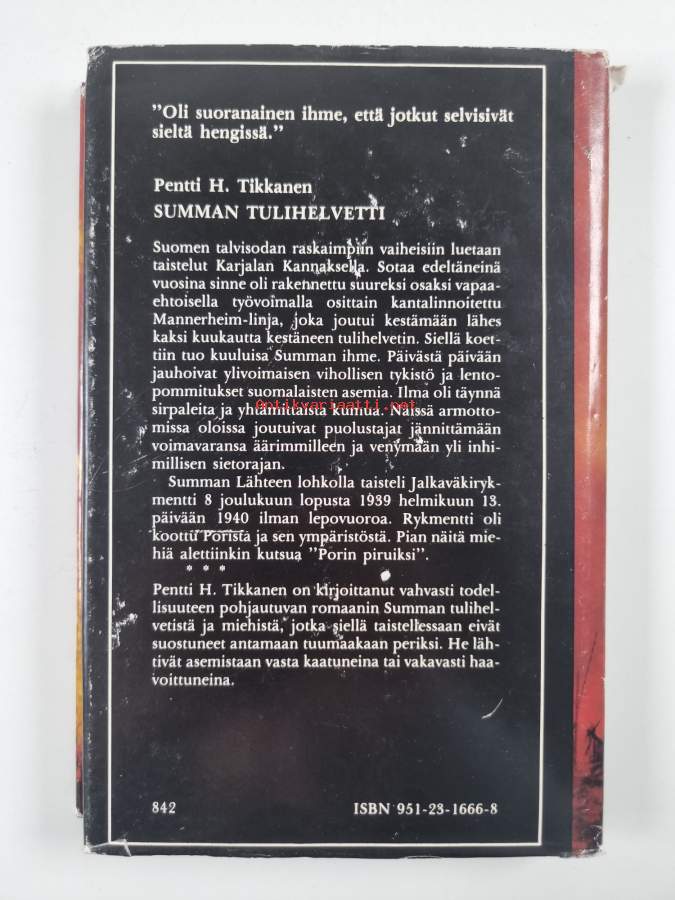 "Oli suoranainen ihme, että jotkut selvisivät
sieltä hengissä."
Pentti H. Tikkanen
SUMMAN TULIHELVETTI
Suomen talvisodan raskaimpiin vaiheisiin luetaan
taistelut Karjalan Kannaksella. Sotaa edeltäneinä
vuosina sinne oli rakennettu suureksi osaksi vapaa-
ehtoisella työvoimalla osittain kantalinnoitettu
Mannerheim-linja, joka joutui kestämään lähes
kaksi kuukautta kestäneen tulihelvetin. Siellä koet-
tiin tuo kuuluisa Summan ihme. Päivästä päivään
jauhoivat ylivoimaisen vihollisen tykistö ja lento-
pommitukset suomalaisten asemia. Ilma oli täynnä
Antikvariaatti.net
sirpaleita ja yhtämittaista kuulua. Näissä armotto-
missa oloissa joutuivat puolustajat jännittämään
voimavaransa äärimmilleen ja venymään yli inhi-
millisen sietorajan.
Summan Lähteen lohkolla taisteli Jalkaväkiryk-
mentti 8 joulukuun lopusta 1939 helmikuun 13.
päivään 1940 ilman lepovuoroa. Rykmentti oli
koottu Porista ja sen ympäristöstä. Pian näitä mie-
hiä alettiinkin kutsua "Porin piruiksi".
* * *
Pentti H. Tikkanen on kirjoittanut vahvasti todel-
lisuuteen pohjautuvan romaanin Summan tulihel-
vetistä ja miehistä, jotka siellä taistellessaan eivät
suostuneet antamaan tuumaakaan periksi. He läh-
tivät asemistaan vasta kaatuneina tai vakavasti haa-
voittuneina.
842
ISBN 951-23-1666-8